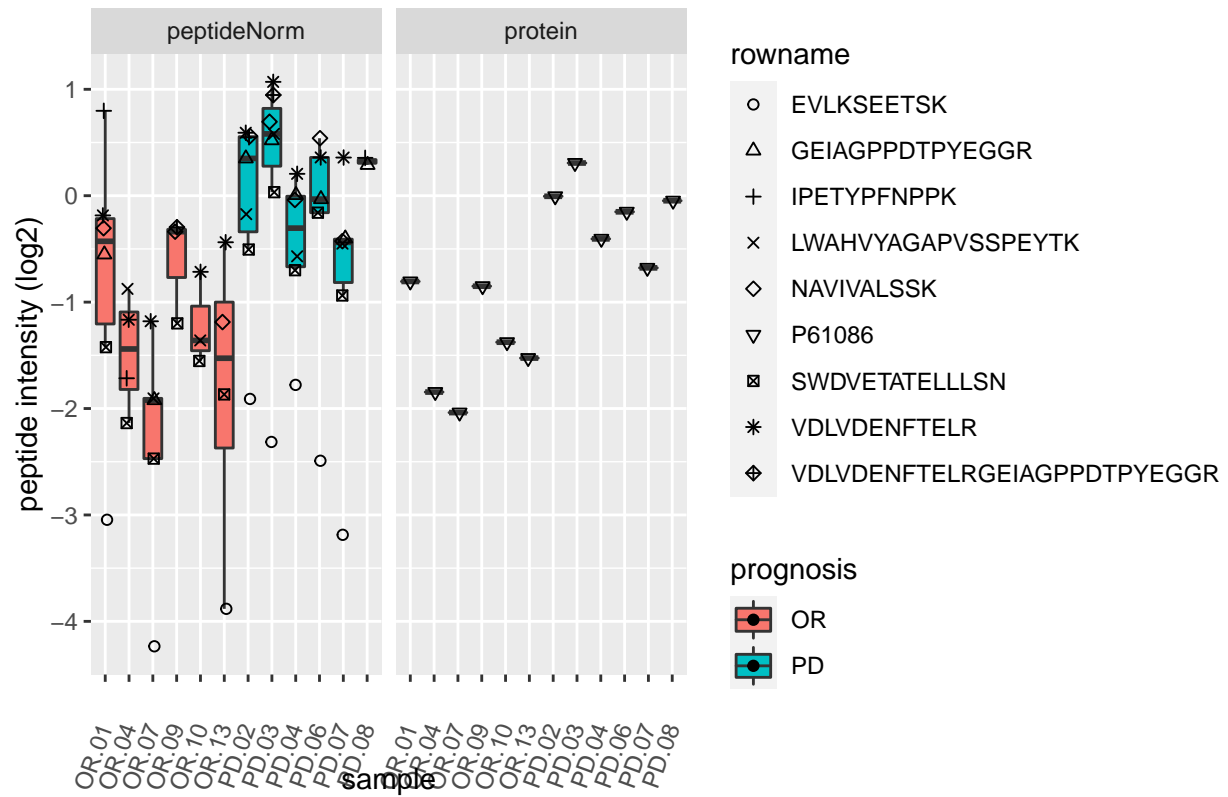 peptideNorm
protein
peptide intensity (log2)
1
0
−1
−2
−3
−4
OR.01
OR.04
OR.07
OR.09
OR.10
OR.13
PD.02
PD.03
PD.04
PD.06
PD.07
PD.08
OR.01
OR.04
OR.07
OR.09
OR.10
OR.13
PD.02
PD.03
PD.04
PD.06
PD.07
PD.08
sample
rowname
EVLKSEETSK
GEIAGPPDTPYEGGR
IPETYPFNPPK
LWAHVYAGAPVSSPEYTK
NAVIVALSSK
P61086
SWDVETATELLLSN
VDLVDENFTELR
VDLVDENFTELRGEIAGPPDTPYEGGR
prognosis
OR
PD